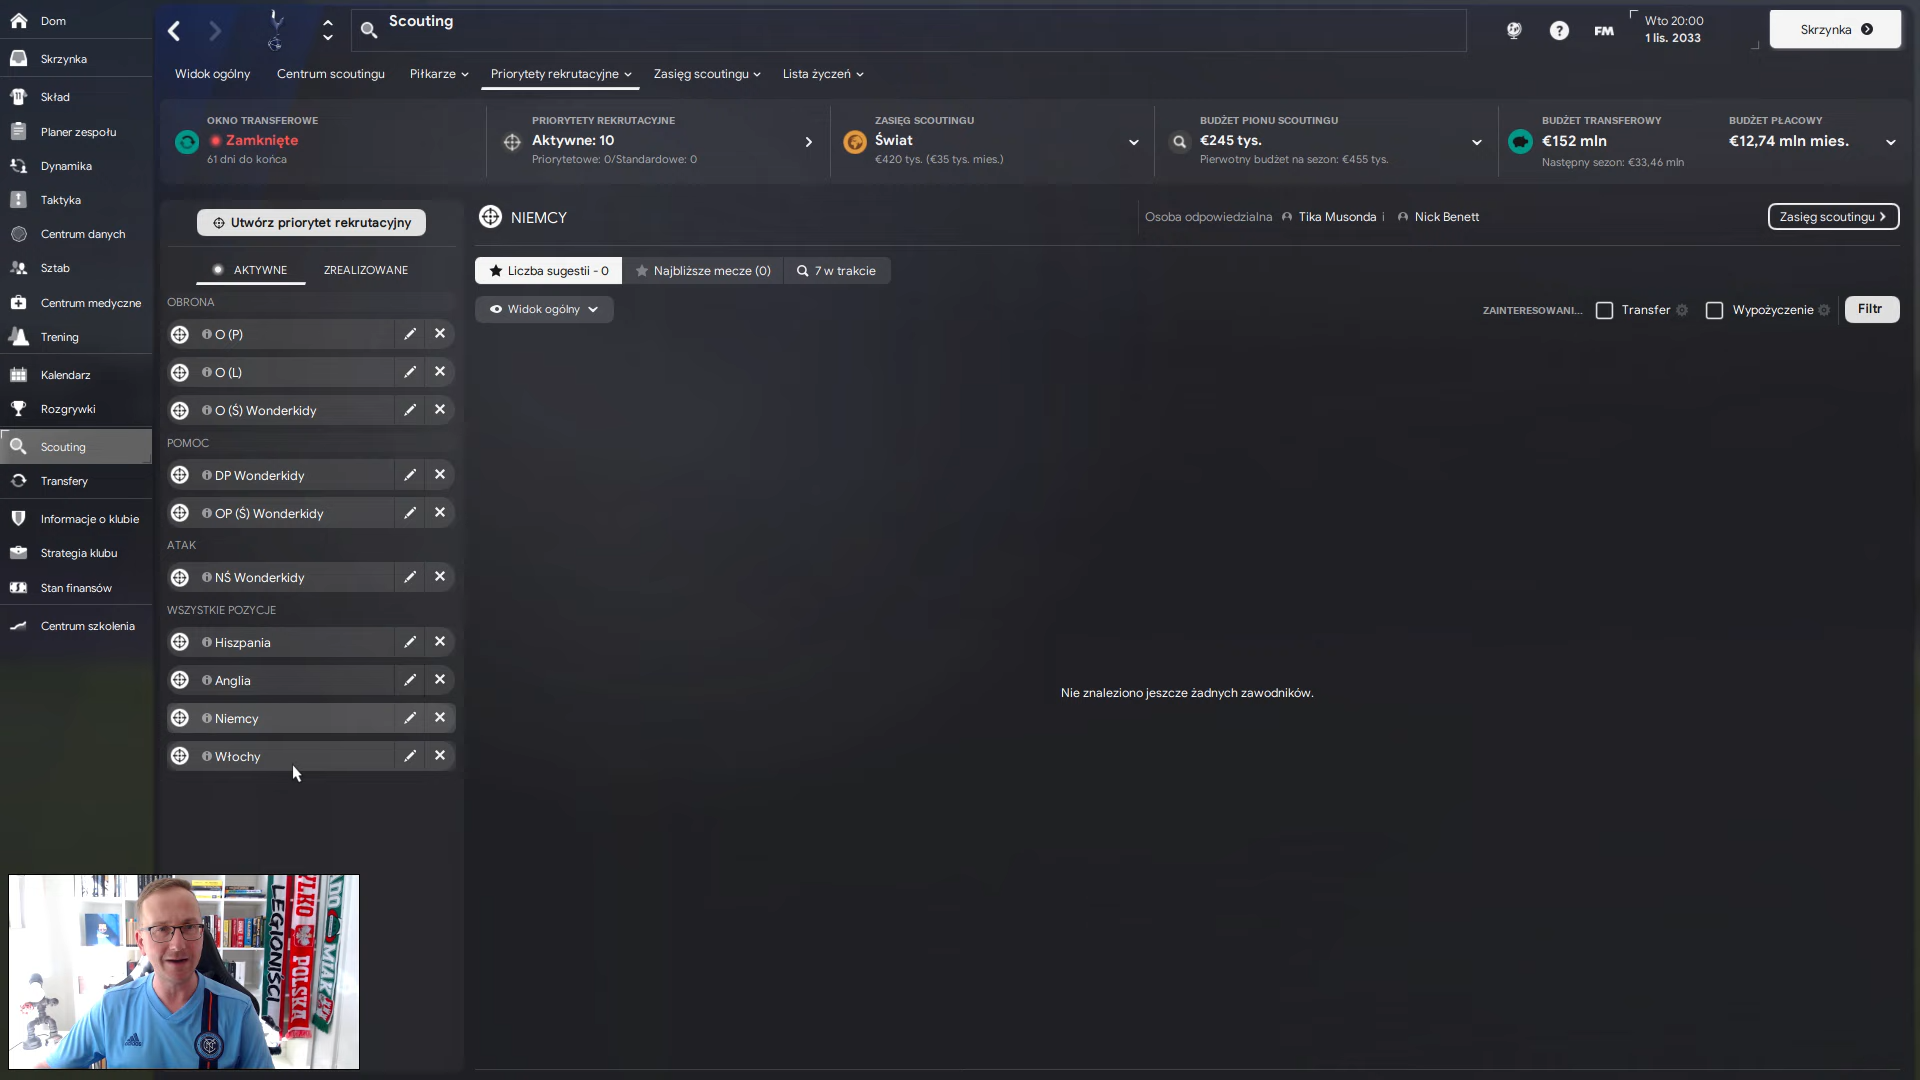 Dom
Skrzynka
Skład
Planer zespołu
Dynamika
Taktyka
Centrum danych
Sztab
Centrum medyczne
Trening
Kalendarz
Rozgrywki
Scouting
Transfery
Informacje o klubie
Strategia klubu
Stan finansów
Centrum szkolenia
Scouting
FM
Wto 20:00
1 lis. 2033
Skrzynka
Widok ogólny
Centrum scoutingu
Piłkarze
Priorytety rekrutacyjne
Zasięg scoutingu
Lista życzeń
OKNO TRANSFEROWE
Zamknięte
61 dni do końca
PRIORYTETY REKRUTACYJNE
Aktywne: 10
Priorytetowe: 0/Standardowe: 0
ZASIĘG SCOUTINGU
Świat
€420 tys. (€35 tys. mies.)
BUDŻET PIONU SCOUTINGU
€245 tys.
Pierwotny budżet na sezon: €455 tys.
BUDŻET TRANSFEROWY
€152 mln
Następny sezon: €33,46 mln
BUDŻET PŁACOWY
€12,74 mln mies.
Utwórz priorytet rekrutacyjny
AKTYWNE
ZREALIZOWANE
OBRONA
O (P)
O (L)
O (Ś) Wonderkidy
POMOC
DP Wonderkidy
OP (Ś) Wonderkidy
ATAK
NŚ Wonderkidy
WSZYSTKIE POZYCJE
Hiszpania
Anglia
Niemcy
Włochy
NIEMCY
Osoba odpowiedzialna
Tika Musonda i
Nick Benett
Zasięg scoutingu
Liczba sugestii - 0
Najbliższe mecze (0)
7 w trakcie
Widok ogólny
ZAINTERESOWANI...
Transfer
Wypożyczenie
Filtr
Nie znaleziono jeszcze żadnych zawodników.
LEGIONIŚCI
POLSKA